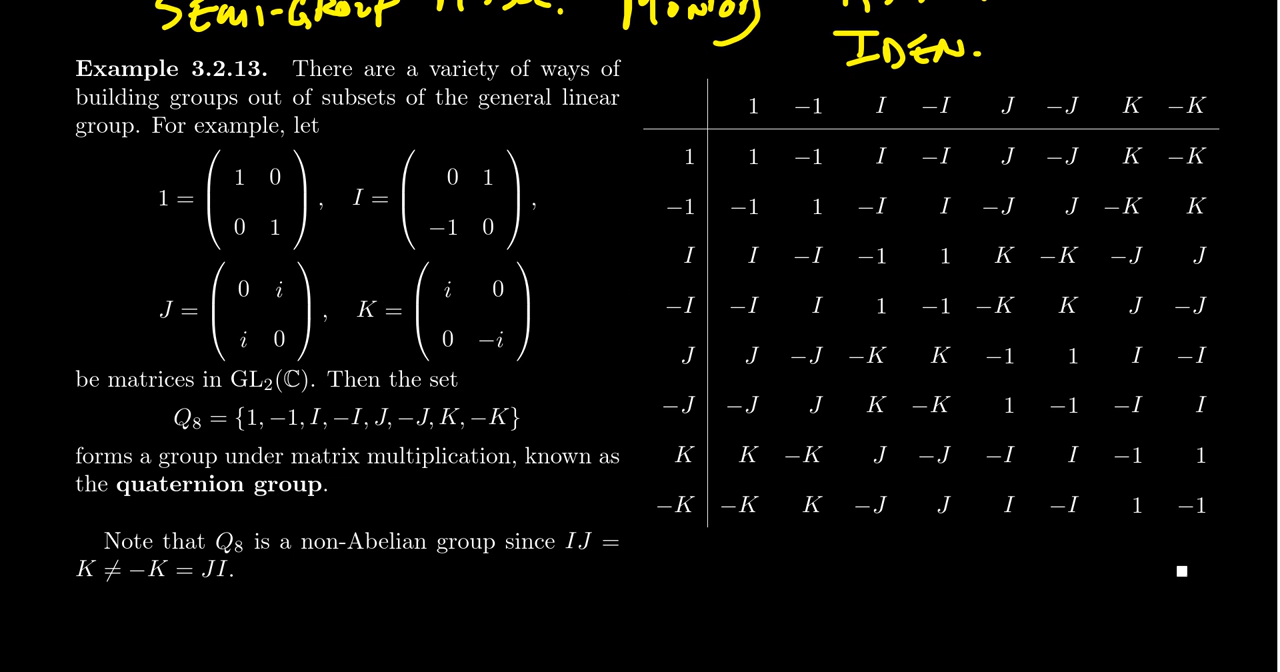 SEMI-GROUP
IDEN.
Example 3.2.13. There are a variety of ways of
building groups out of subsets of the general linear
group. For example, let
1 = ( 1 0 ; 0 1 ), I = ( 0 1 ; −1 0 ),
J = ( 0 i ; i 0 ), K = ( i 0 ; 0 −i )
be matrices in GL₂(ℂ). Then the set
Q₈ = {1, −1, I, −I, J, −J, K, −K}
forms a group under matrix multiplication, known as
the quaternion group.
Note that Q₈ is a non-Abelian group since IJ =
K ≠ −K = JI.
1 −1 I −I J −J K −K
1 1 −1 I −I J −J K −K
−1 −1 1 −I I −J J −K K
I I −I −1 1 K −K −J J
−I −I I 1 −1 −K K J −J
J J −J −K K −1 1 I −I
−J −J J K −K 1 −1 −I I
K K −K J −J −I I −1 1
−K −K K −J J I −I 1 −1